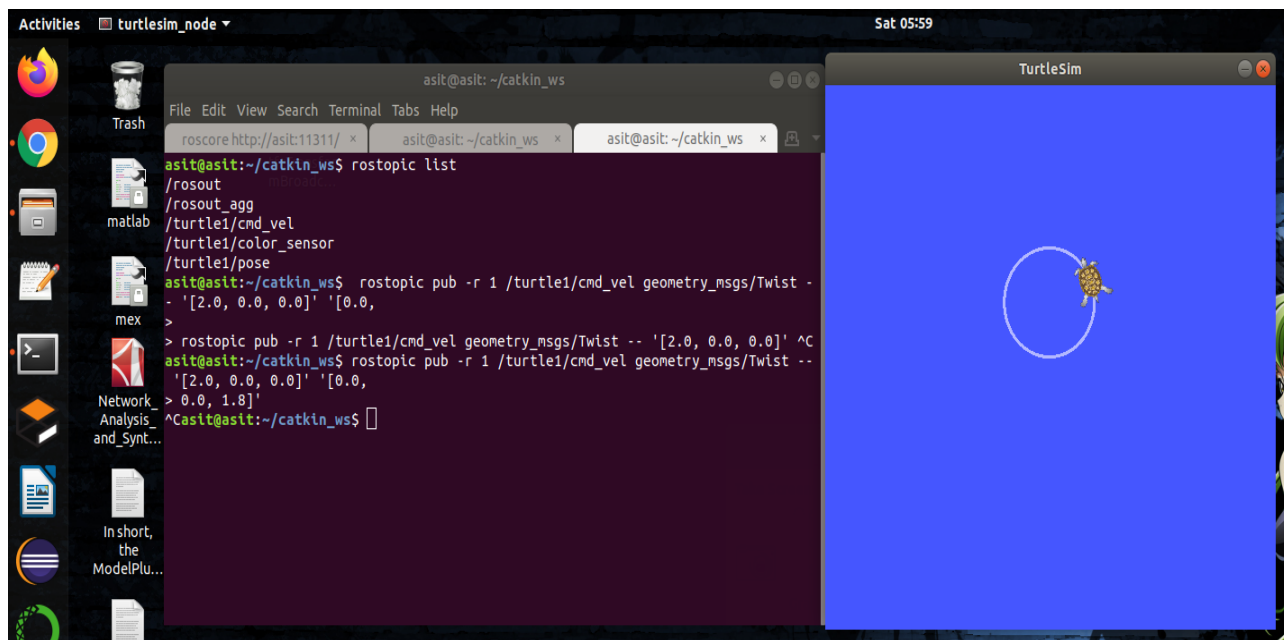 Activities turtlesim_node Sat 05:59
Trash
matlab
mex
Network_
Analysis_
and_Synt...
In short,
the
ModelPlu...
asit@asit: ~/catkin_ws
File Edit View Search Terminal Tabs Help
roscore http://asit:11311/ × asit@asit: ~/catkin_ws × asit@asit: ~/catkin_ws ×
asit@asit:~/catkin_ws$ rostopic list
/rosout
/rosout_agg
/turtle1/cmd_vel
/turtle1/color_sensor
/turtle1/pose
asit@asit:~/catkin_ws$  rostopic pub -r 1 /turtle1/cmd_vel geometry_msgs/Twist -
- '[2.0, 0.0, 0.0]' '[0.0,
>
> rostopic pub -r 1 /turtle1/cmd_vel geometry_msgs/Twist -- '[2.0, 0.0, 0.0]' ^C
asit@asit:~/catkin_ws$ rostopic pub -r 1 /turtle1/cmd_vel geometry_msgs/Twist --
 '[2.0, 0.0, 0.0]' '[0.0,
> 0.0, 1.8]'
^Casit@asit:~/catkin_ws$
TurtleSim